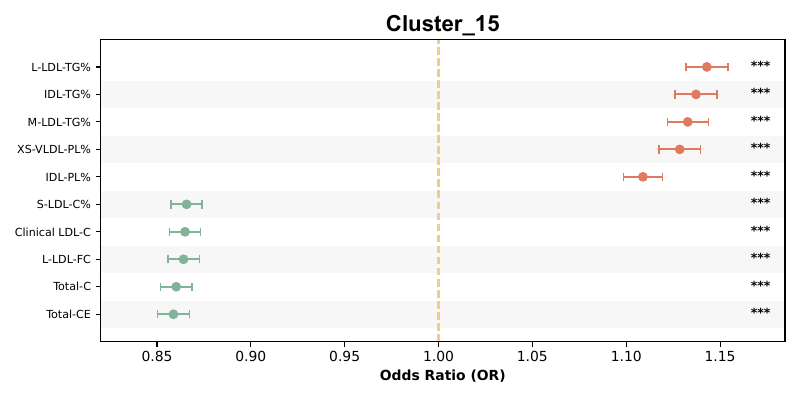 Cluster_15
L-LDL-TG% ***
IDL-TG% ***
M-LDL-TG% ***
XS-VLDL-PL% ***
IDL-PL% ***
S-LDL-C% ***
Clinical LDL-C ***
L-LDL-FC ***
Total-C ***
Total-CE ***
0.85 0.90 0.95 1.00 1.05 1.10 1.15
Odds Ratio (OR)